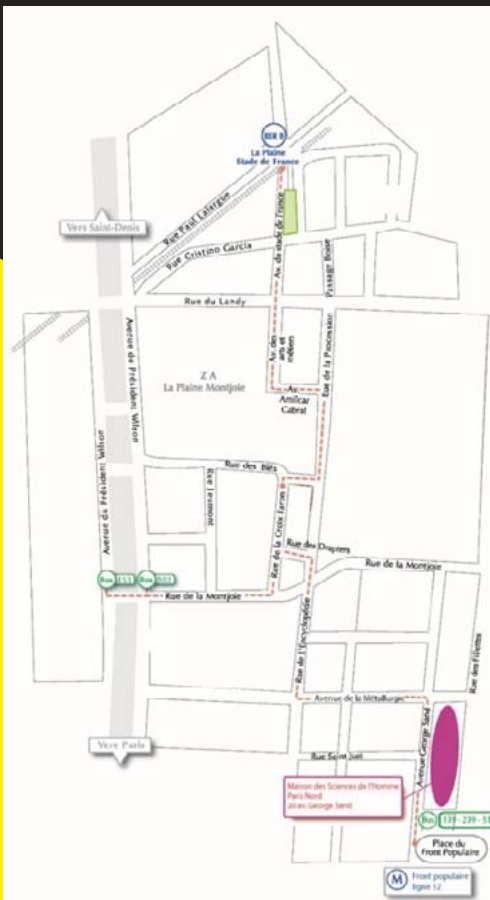 RER B
La Plaine
Stade de France
Vers Saint-Denis
Rue Paul Lafargue
Rue Cristino Garcia
Av. du stade de France
Passage Boise
Rue du Landy
Avenue du Président Wilson
Av. des
arts et
métiers
Rue de la Procession
Z A
La Plaine Montjoie
Av.
Amilcar
Cabral
Avenue du Président Wilson
Rue des Blés
Rue de la Croix Faron
Rue des Drapiers
Rue de la Montjoie
Rue de la Montjoie
Bus 153
Bus
Rue de l'Encyclopédie
Rue des Fillettes
Avenue de la Métallurgie
Avenue George Sand
Vers Paris
Rue Saint Just
Maison des Sciences de l'Homme
Paris Nord
20 av. George Sand
Bus 139 - 239 - 51
Place du
Front Populaire
M Front populaire
ligne 12